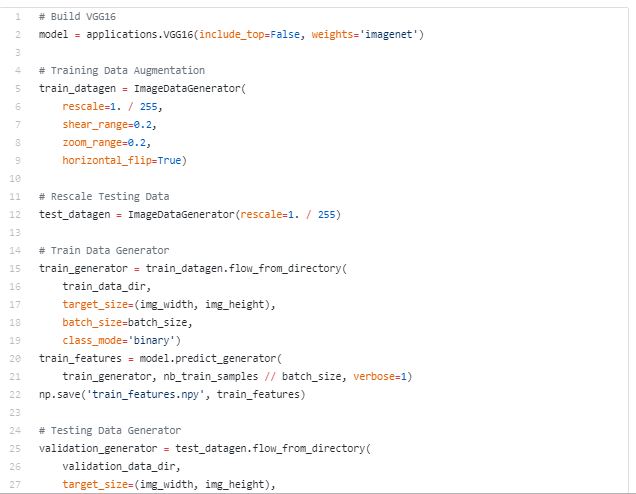 1 # Build VGG16
2 model = applications.VGG16(include_top=False, weights='imagenet')
3
4 # Training Data Augmentation
5 train_datagen = ImageDataGenerator(
6     rescale=1. / 255,
7     shear_range=0.2,
8     zoom_range=0.2,
9     horizontal_flip=True)
10
11 # Rescale Testing Data
12 test_datagen = ImageDataGenerator(rescale=1. / 255)
13
14 # Train Data Generator
15 train_generator = train_datagen.flow_from_directory(
16     train_data_dir,
17     target_size=(img_width, img_height),
18     batch_size=batch_size,
19     class_mode='binary')
20 train_features = model.predict_generator(
21     train_generator, nb_train_samples // batch_size, verbose=1)
22 np.save('train_features.npy', train_features)
23
24 # Testing Data Generator
25 validation_generator = test_datagen.flow_from_directory(
26     validation_data_dir,
27     target_size=(img_width, img_height),